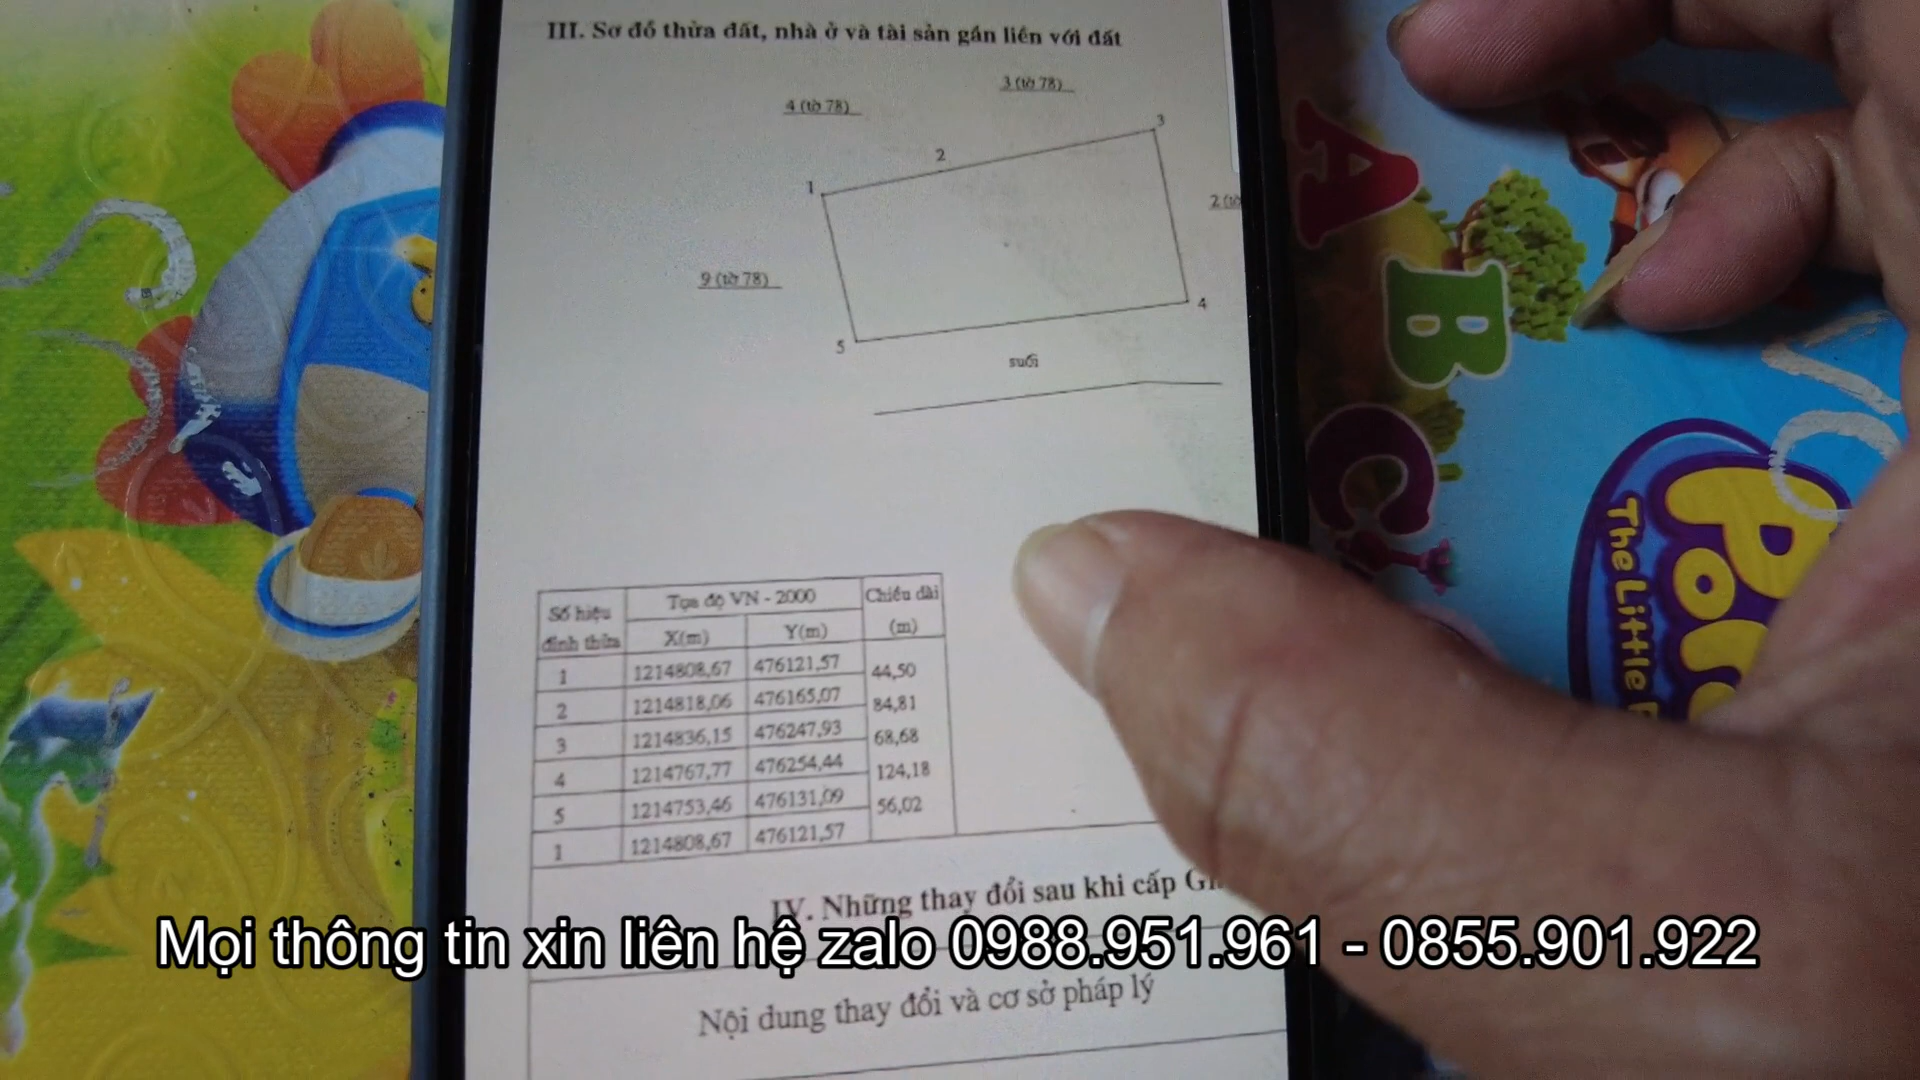 III. Sơ đồ thửa đất, nhà ở và tài sản gắn liền với đất
3 (tờ 78)
4 (tờ 78)
3
2
1
2 (tờ
9 (tờ 78)
4
5
suối
Số hiệu đỉnh thửa Tọa độ VN - 2000 Chiều dài (m)
X(m) Y(m)
1 1214808,67 476121,57
44,50
2 1214818,06 476165,07
84,81
3 1214836,15 476247,93
68,68
4 1214767,77 476254,44
124,18
5 1214753,46 476131,09
56,02
1 1214808,67 476121,57
IV. Những thay đổi sau khi cấp
Mọi thông tin xin liên hệ zalo 0988.951.961 - 0855.901.922
Nội dung thay đổi và cơ sở pháp lý
A
B
C
The Little